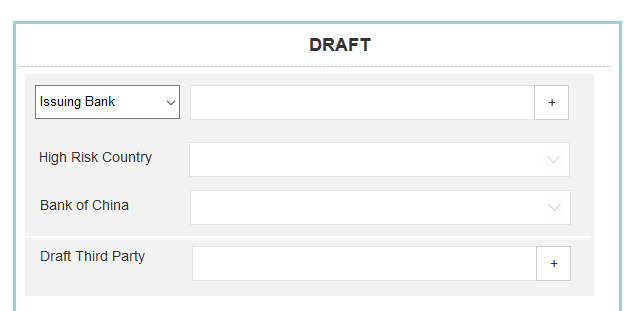 DRAFT
Issuing Bank
+
High Risk Country
Bank of China
Draft Third Party
+